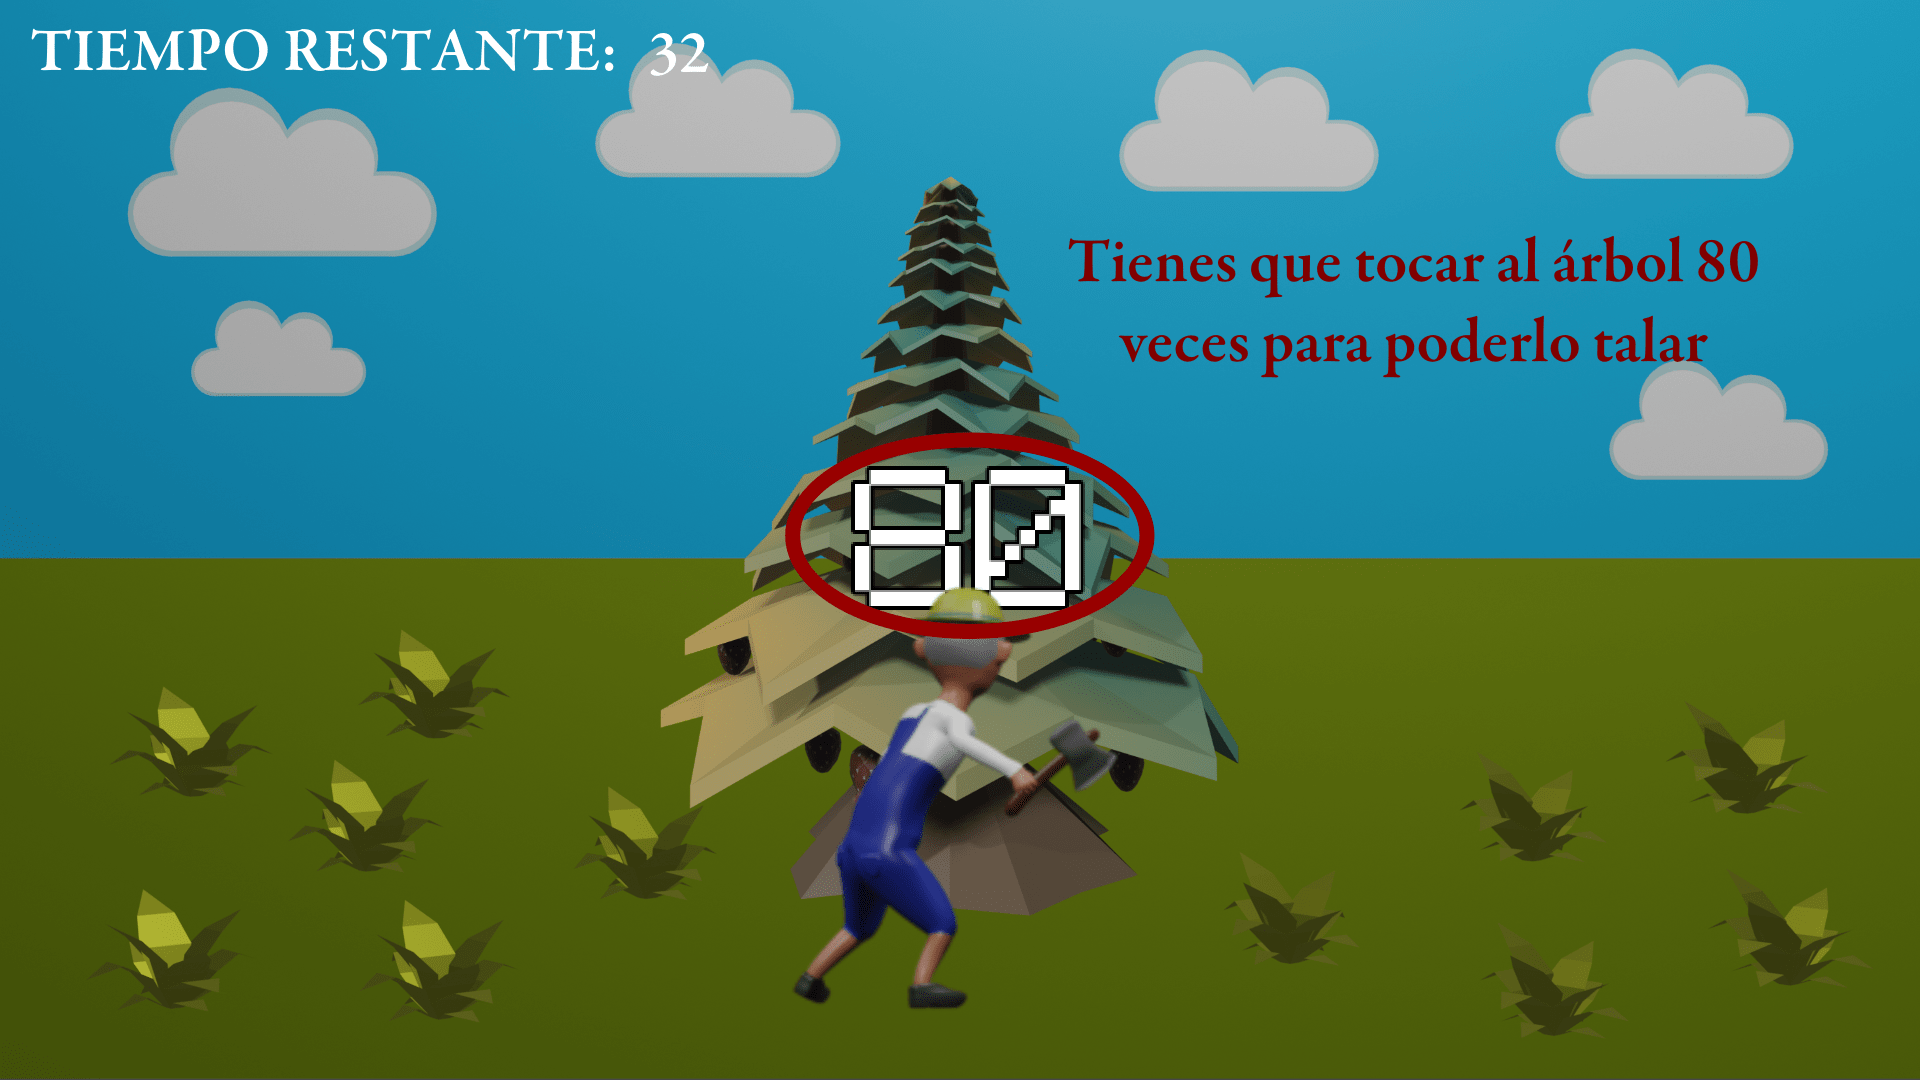 TIEMPO RESTANTE: 32
Tienes que tocar al árbol 80
veces para poderlo talar
80